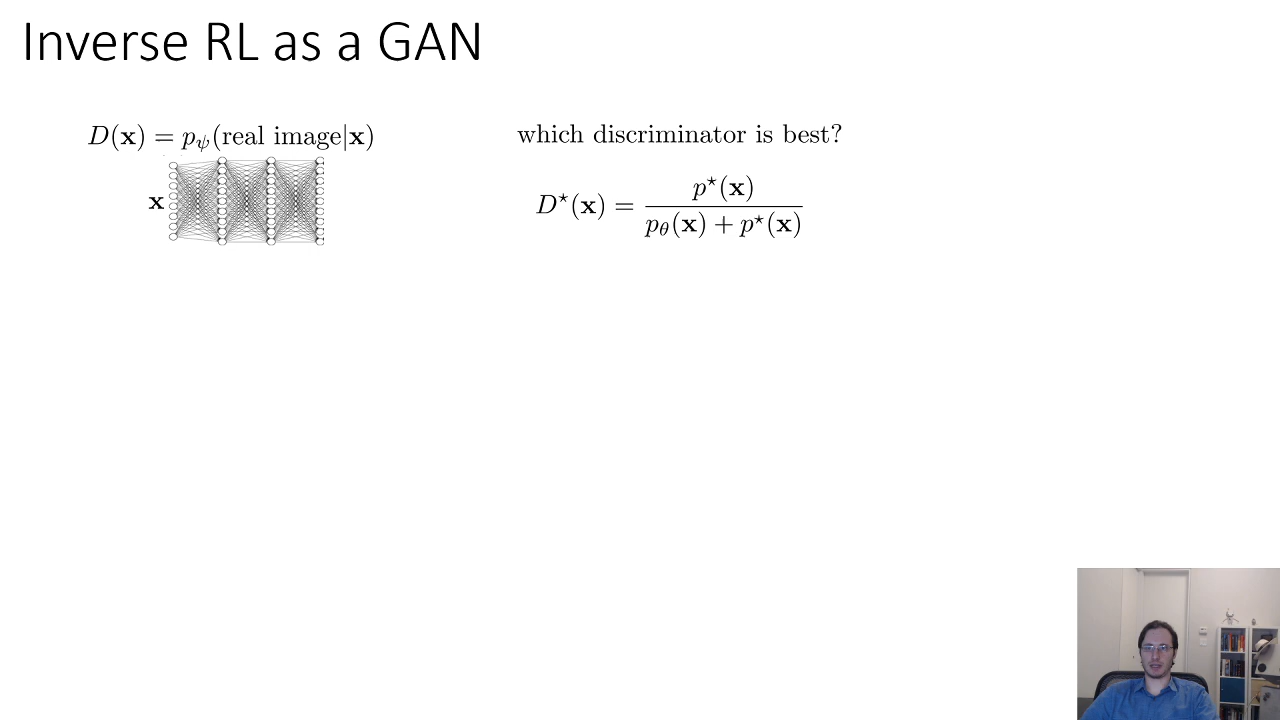 Inverse RL as a GAN
D(x) = p_ψ(real image|x)
x
which discriminator is best?
D^⋆(x) = p^⋆(x) / (p_θ(x) + p^⋆(x))